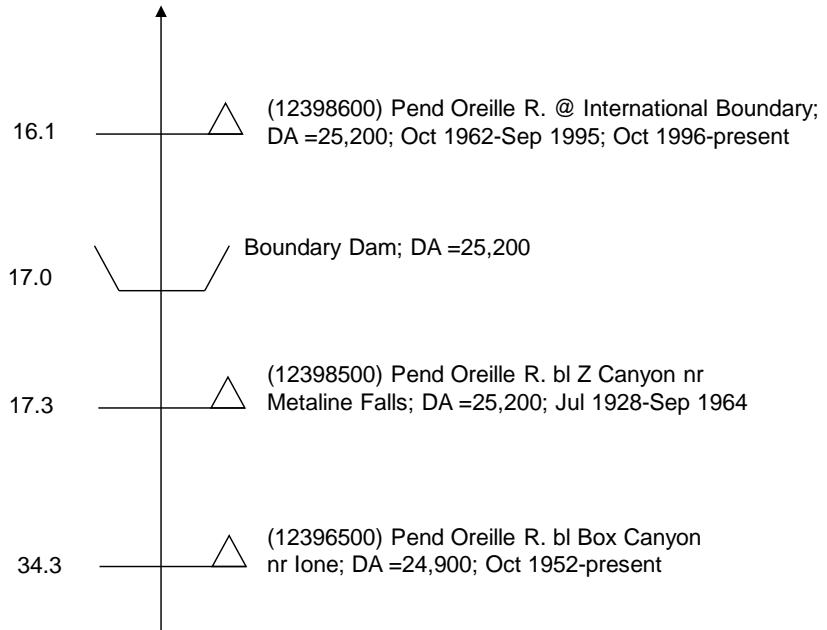 16.1
(12398600) Pend Oreille R. @ International Boundary;
DA =25,200; Oct 1962-Sep 1995; Oct 1996-present
17.0
Boundary Dam; DA =25,200
17.3
(12398500) Pend Oreille R. bl Z Canyon nr
Metaline Falls; DA =25,200; Jul 1928-Sep 1964
34.3
(12396500) Pend Oreille R. bl Box Canyon
nr Ione; DA =24,900; Oct 1952-present